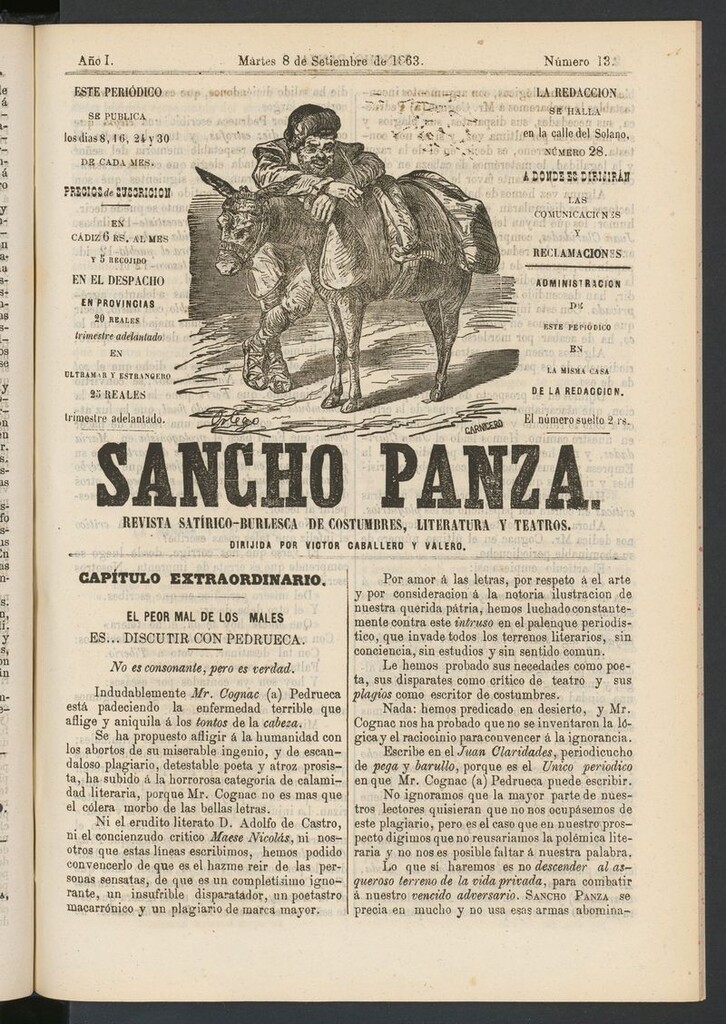 Año I.
Martes 8 de Setiembre de 1863.
Número 13.
ESTE PERIÓDICO
SE PUBLICA
los dias 8, 16, 24 y 30
DE CADA MES.
PRECIOS de SUSCRICION
EN
CÁDIZ 6 RS. AL MES
Y 5 RECOJIDO
EN EL DESPACHO
EN PROVINCIAS
20 REALES
trimestre adelantado
EN
ULTRAMAR Y ESTRANGERO
25 REALES
trimestre adelantado.
LA REDACCION
SE HALLA
en la calle del Solano,
NÚMERO 28.
A DONDE SE DIRIJIRÁN
LAS
COMUNICACIONES
Y
RECLAMACIONES.
ADMINISTRACION
DE
ESTE PERIÓDICO
EN
LA MISMA CASA
DE LA REDACCION.
El número suelto 2 rs.
Ortego
CARNICERO
SANCHO PANZA.
REVISTA SATÍRICO-BURLESCA DE COSTUMBRES, LITERATURA Y TEATROS.
DIRIJIDA POR VICTOR CABALLERO Y VALERO.
CAPÍTULO EXTRAORDINARIO.
EL PEOR MAL DE LOS MALES
ES... DISCUTIR CON PEDRUECA.
No es consonante, pero es verdad.
Indudablemente Mr. Cognac (a) Pedrueca
está padeciendo la enfermedad terrible que
aflige y aniquila á los tontos de la cabeza.
Se ha propuesto afligir á la humanidad con
los abortos de su miserable ingenio, y de escan-
daloso plagiario, detestable poeta y atroz prosis-
ta, ha subido á la horrorosa categoría de calami-
dad literaria, porque Mr. Cognac no es mas que
el cólera morbo de las bellas letras.
Ni el erudito literato D. Adolfo de Castro,
ni el concienzudo critico Maese Nicolás, ni nos-
otros que estas líneas escribimos, hemos podido
convencerlo de que es el hazme reir de las per-
sonas sensatas, de que es un completísimo igno-
rante, un insufrible disparatador, un poetastro
macarrónico y un plagiario de marca mayor.
Por amor á las letras, por respeto á el arte
y por consideracion á la notoria ilustracion de
nuestra querida pátria, hemos luchado constante-
mente contra este intruso en el palenque periodís-
tico, que invade todos los terrenos literarios, sin
conciencia, sin estudios y sin sentido comun.
Le hemos probado sus necedades como poe-
ta, sus disparates como crítico de teatro y sus
plagios como escritor de costumbres.
Nada: hemos predicado en desierto, y Mr.
Cognac nos ha probado que no se inventaron la ló-
gica y el raciocinio para convencer á la ignorancia.
Escribe en el Juan Claridades, periodicucho
de pega y barullo, porque es el Unico periodico
en que Mr. Cognac (a) Pedrueca puede escribir.
No ignoramos que la mayor parte de nues-
tros lectores quisieran que no nos ocupásemos de
este plagiario, pero es el caso que en nuestro pros-
pecto digimos que no reusariamos la polémica lite-
raria y no nos es posible faltar á nuestra palabra.
Lo que sí haremos es no descender al as-
queroso terreno de la vida privada, para combatir
á nuestro vencido adversario. SANCHO PANZA se
precia en mucho y no usa esas armas abomina-